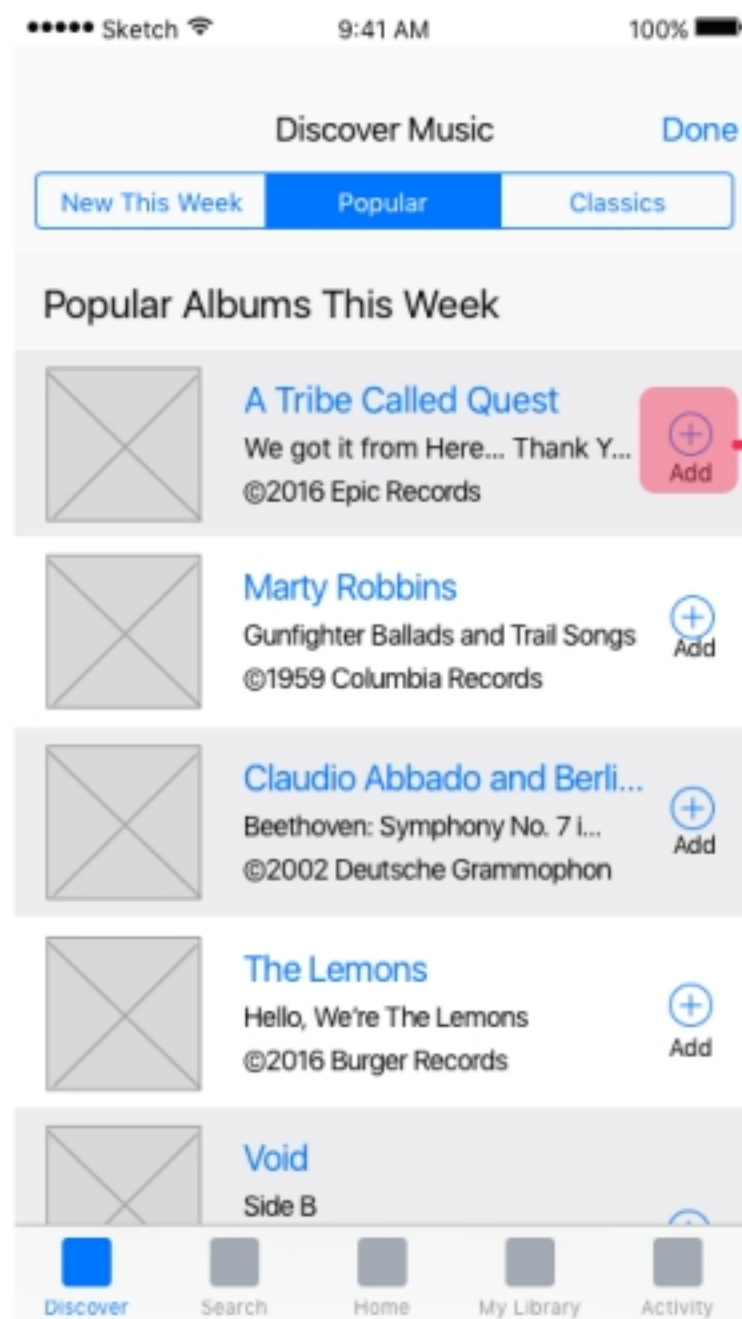 Sketch 9:41 AM 100%
Discover Music Done
New This Week Popular Classics
Popular Albums This Week
A Tribe Called Quest
We got it from Here... Thank Y...
©2016 Epic Records
Add
Marty Robbins
Gunfighter Ballads and Trail Songs
©1959 Columbia Records
Add
Claudio Abbado and Berli...
Beethoven: Symphony No. 7 i...
©2002 Deutsche Grammophon
Add
The Lemons
Hello, We're The Lemons
©2016 Burger Records
Add
Void
Side B
Discover Search Home My Library Activity